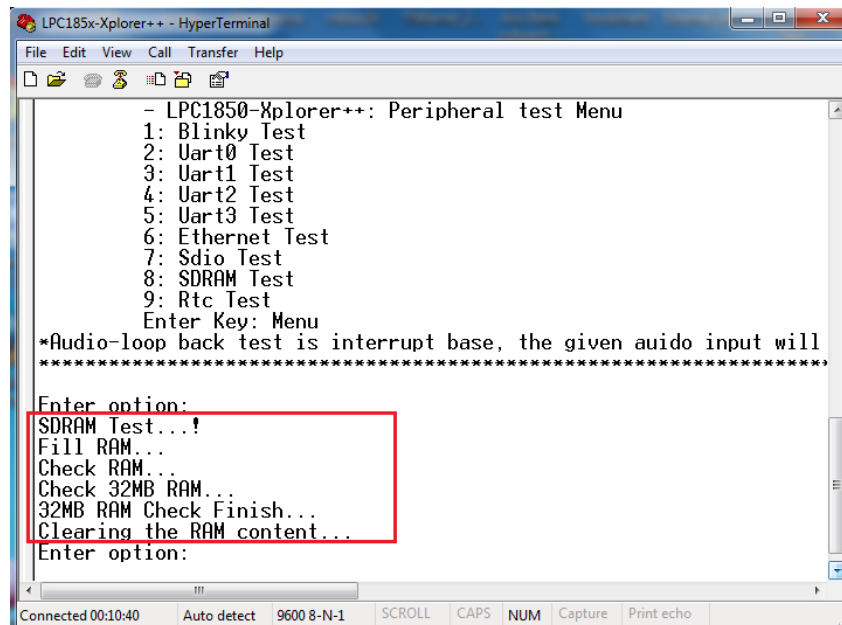 LPC185x-Xplorer++ - HyperTerminal
File Edit View Call Transfer Help
- LPC1850-Xplorer++: Peripheral test Menu
1: Blinky Test
2: Uart0 Test
3: Uart1 Test
4: Uart2 Test
5: Uart3 Test
6: Ethernet Test
7: Sdio Test
8: SDRAM Test
9: Rtc Test
Enter Key: Menu
*Audio-loop back test is interrupt base, the given auido input will
********************************************************************
Enter option:
SDRAM Test...!
Fill RAM...
Check RAM...
Check 32MB RAM...
32MB RAM Check Finish...
Clearing the RAM content...
Enter option:
Connected 00:10:40 Auto detect 9600 8-N-1 SCROLL CAPS NUM Capture Print echo